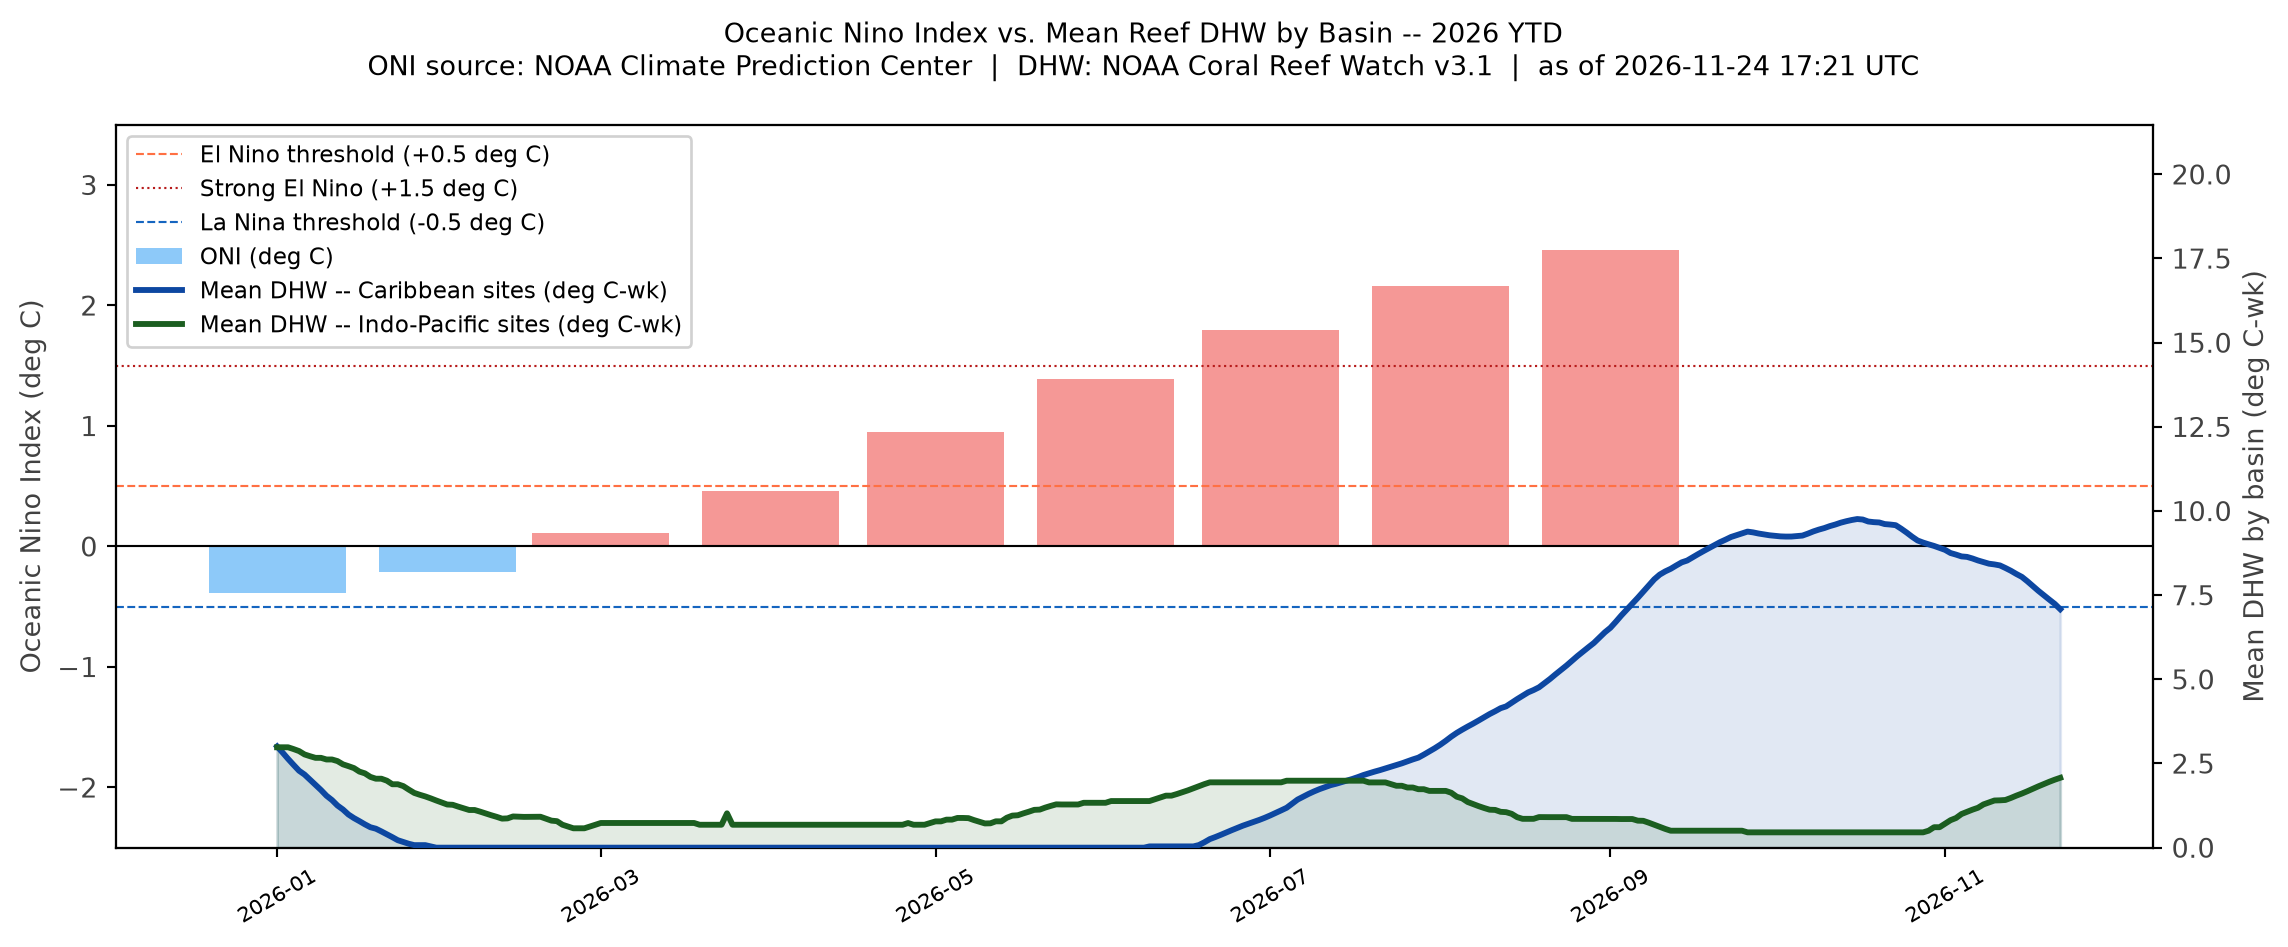 Oceanic Nino Index vs. Mean Reef DHW by Basin -- 2026 YTD
ONI source: NOAA Climate Prediction Center | DHW: NOAA Coral Reef Watch v3.1 | as of 2026-11-24 17:21 UTC
El Nino threshold (+0.5 deg C)
Strong El Nino (+1.5 deg C)
La Nina threshold (-0.5 deg C)
ONI (deg C)
Mean DHW -- Caribbean sites (deg C-wk)
Mean DHW -- Indo-Pacific sites (deg C-wk)
Oceanic Nino Index (deg C)
3
2
1
0
−1
−2
20.0
17.5
15.0
12.5
10.0
7.5
5.0
2.5
0.0
Mean DHW by basin (deg C-wk)
2026-01
2026-03
2026-05
2026-07
2026-09
2026-11